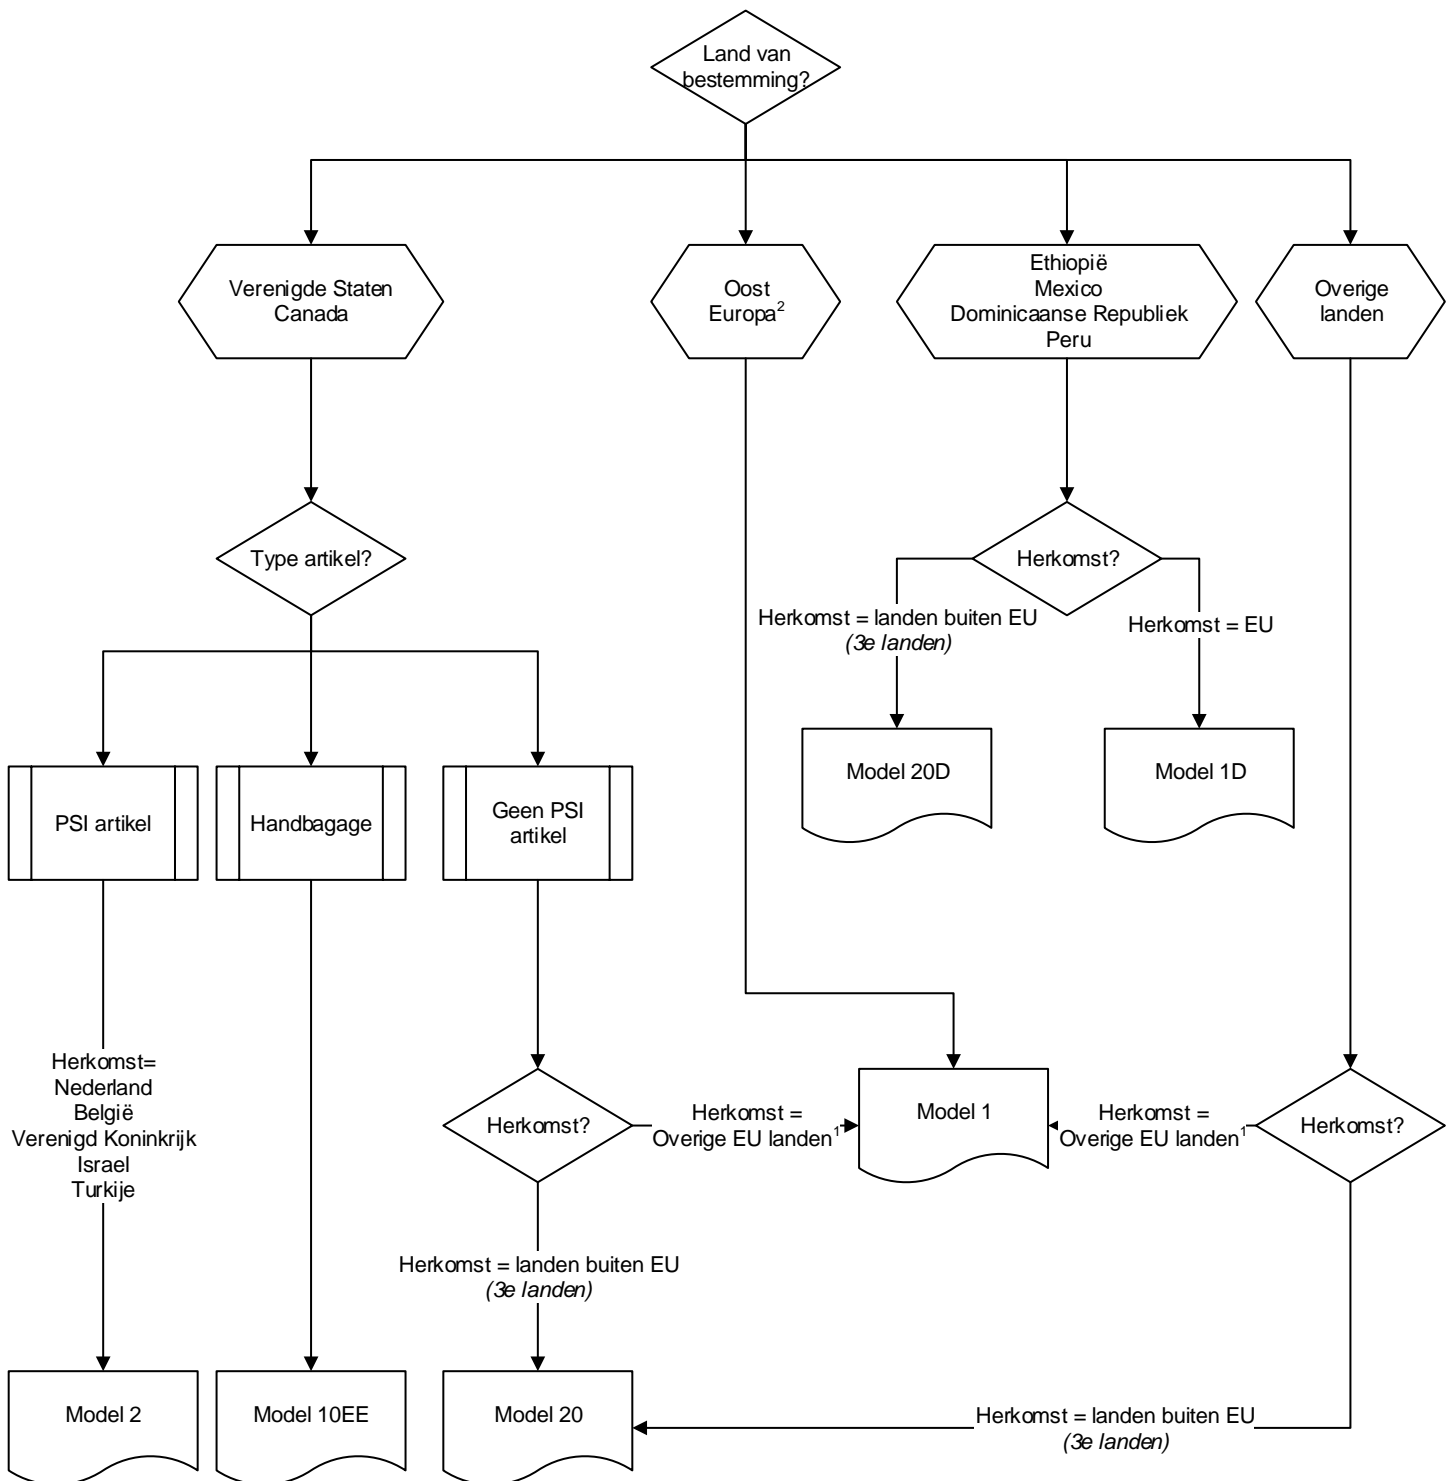 Land van
bestemming?
Verenigde Staten
Canada
Oost
Europa²
Ethiopië
Mexico
Dominicaanse Republiek
Peru
Overige
landen
Type artikel?
Herkomst?
Herkomst = landen buiten EU
(3e landen)
Herkomst = EU
Model 20D
Model 1D
PSI artikel
Handbagage
Geen PSI
artikel
Herkomst=
Nederland
België
Verenigd Koninkrijk
Israel
Turkije
Herkomst?
Herkomst =
Overige EU landen¹
Model 1
Herkomst =
Overige EU landen¹
Herkomst?
Herkomst = landen buiten EU
(3e landen)
Model 2
Model 10EE
Model 20
Herkomst = landen buiten EU
(3e landen)